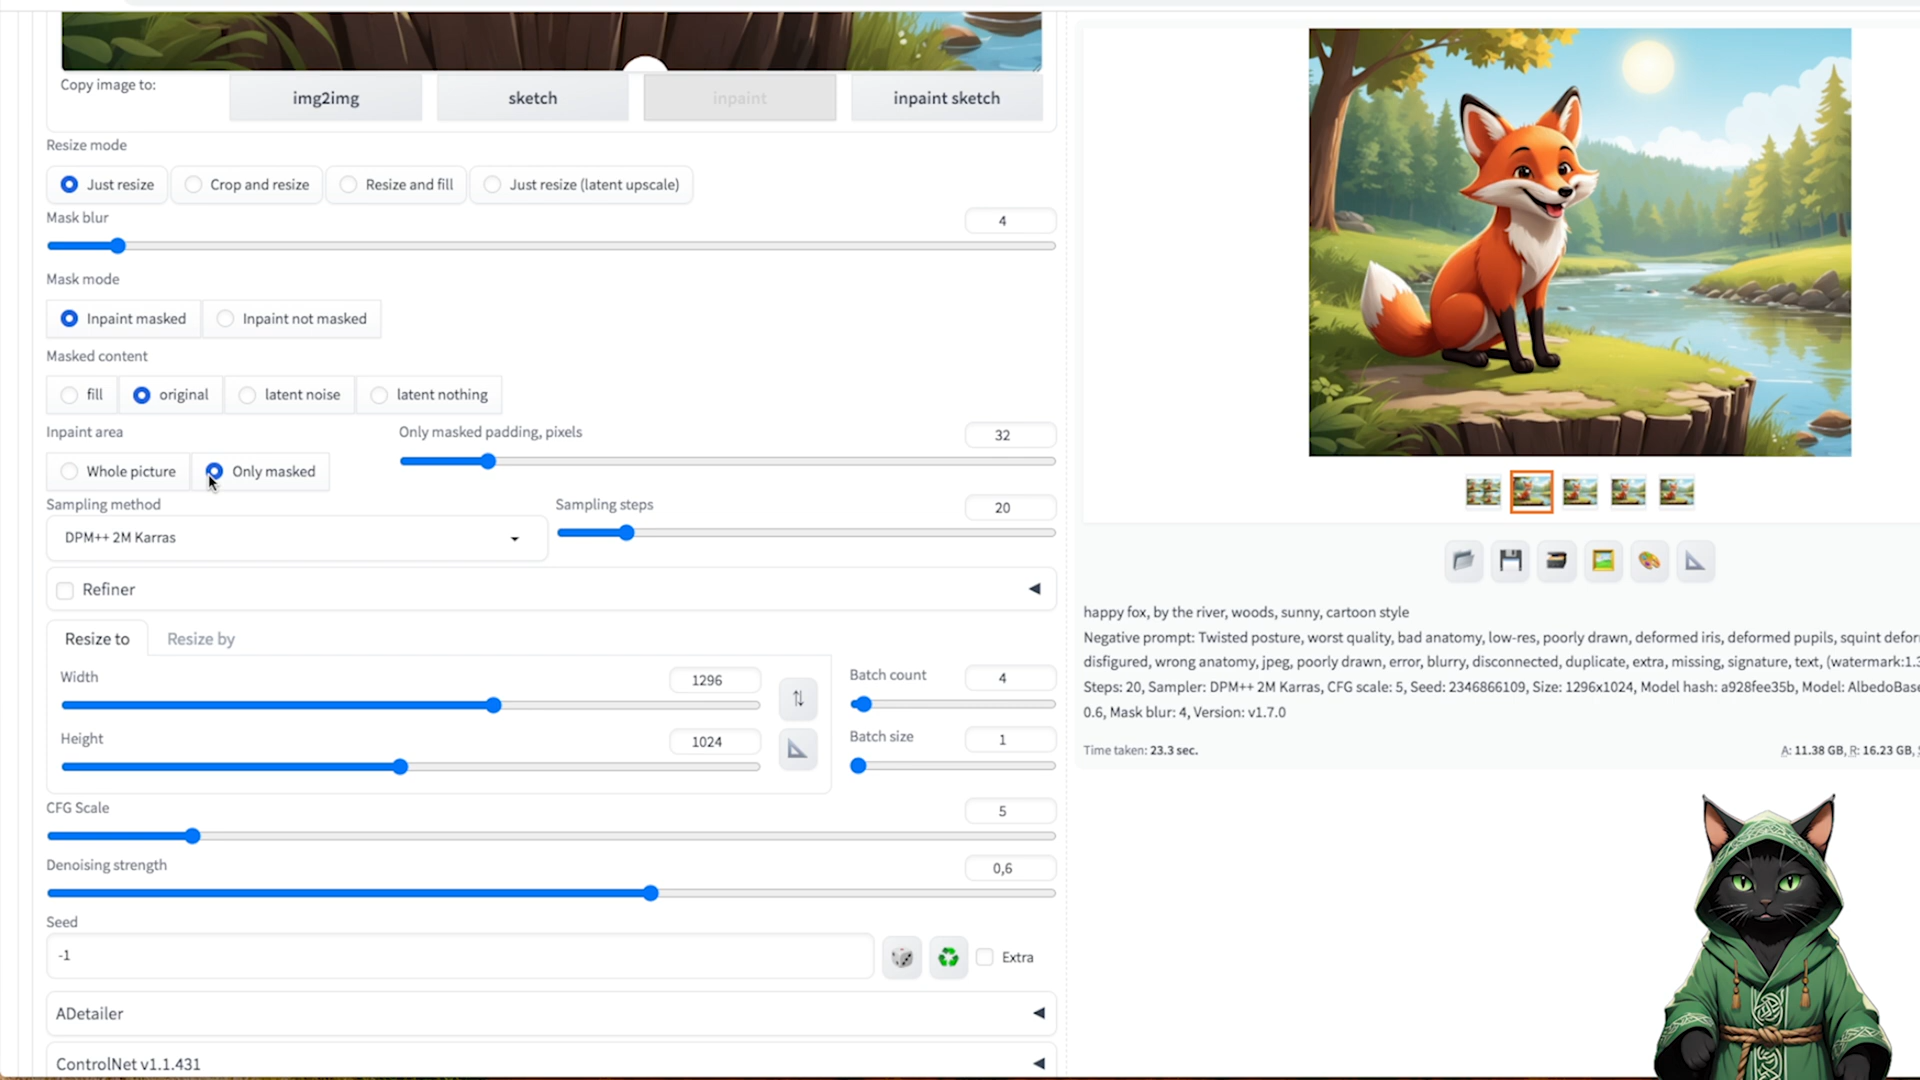 Copy image to:
img2img
sketch
inpaint
inpaint sketch
Resize mode
Just resize
Crop and resize
Resize and fill
Just resize (latent upscale)
Mask blur
4
Mask mode
Inpaint masked
Inpaint not masked
Masked content
fill
original
latent noise
latent nothing
Inpaint area
Only masked padding, pixels
32
Whole picture
Only masked
Sampling method
Sampling steps
20
DPM++ 2M Karras
Refiner
Resize to
Resize by
Width
1296
Batch count
4
Height
1024
Batch size
1
CFG Scale
5
Denoising strength
0,6
Seed
-1
Extra
ADetailer
ControlNet v1.1.431
happy fox, by the river, woods, sunny, cartoon style
Negative prompt: Twisted posture, worst quality, bad anatomy, low-res, poorly drawn, deformed iris, deformed pupils, squint defor
disfigured, wrong anatomy, jpeg, poorly drawn, error, blurry, disconnected, duplicate, extra, missing, signature, text, (watermark:1.3
Steps: 20, Sampler: DPM++ 2M Karras, CFG scale: 5, Seed: 2346866109, Size: 1296x1024, Model hash: a928fee35b, Model: AlbedoBase
0.6, Mask blur: 4, Version: v1.7.0
Time taken: 23.3 sec.
A: 11.38 GB, R: 16.23 GB,